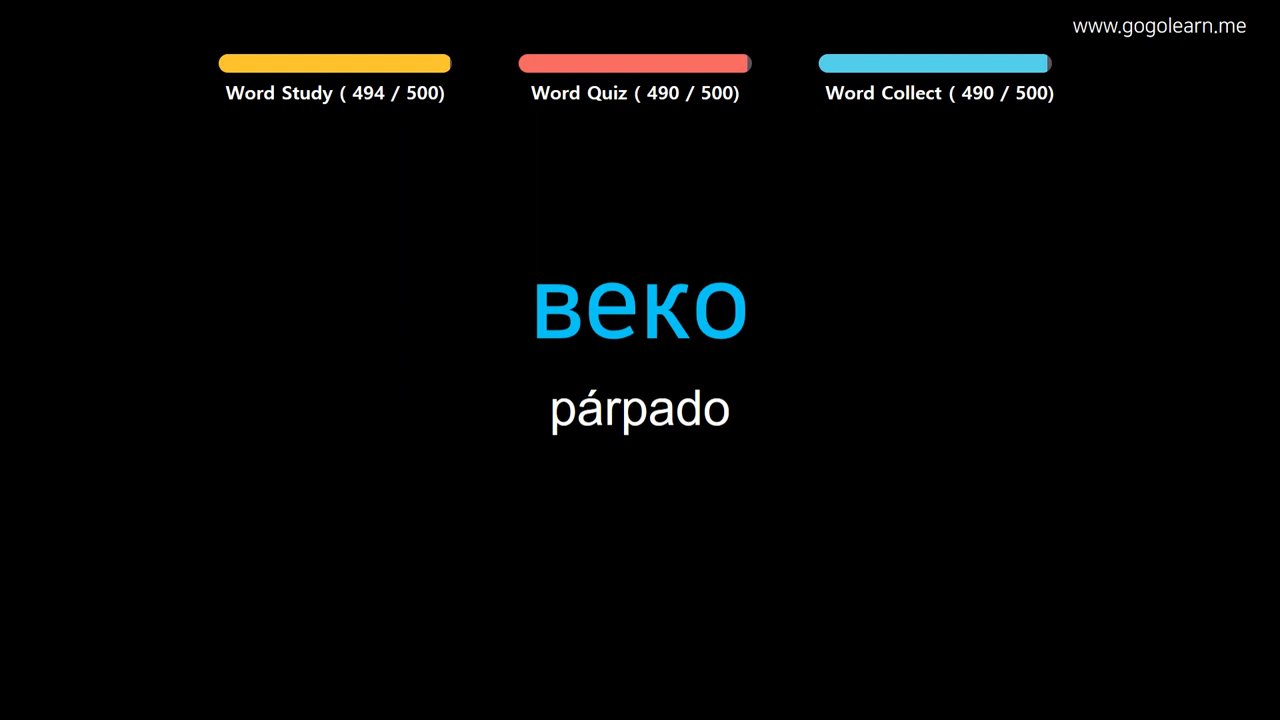 www.gogolearn.me
Word Study ( 494 / 500)
Word Quiz ( 490 / 500)
Word Collect ( 490 / 500)
веко
párpado